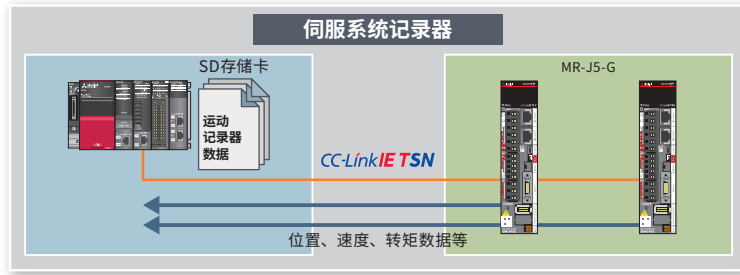 伺服系统记录器
SD存储卡
MR-J5-G
运动
记录器
数据
CC-Link IE TSN
位置、速度、转矩数据等